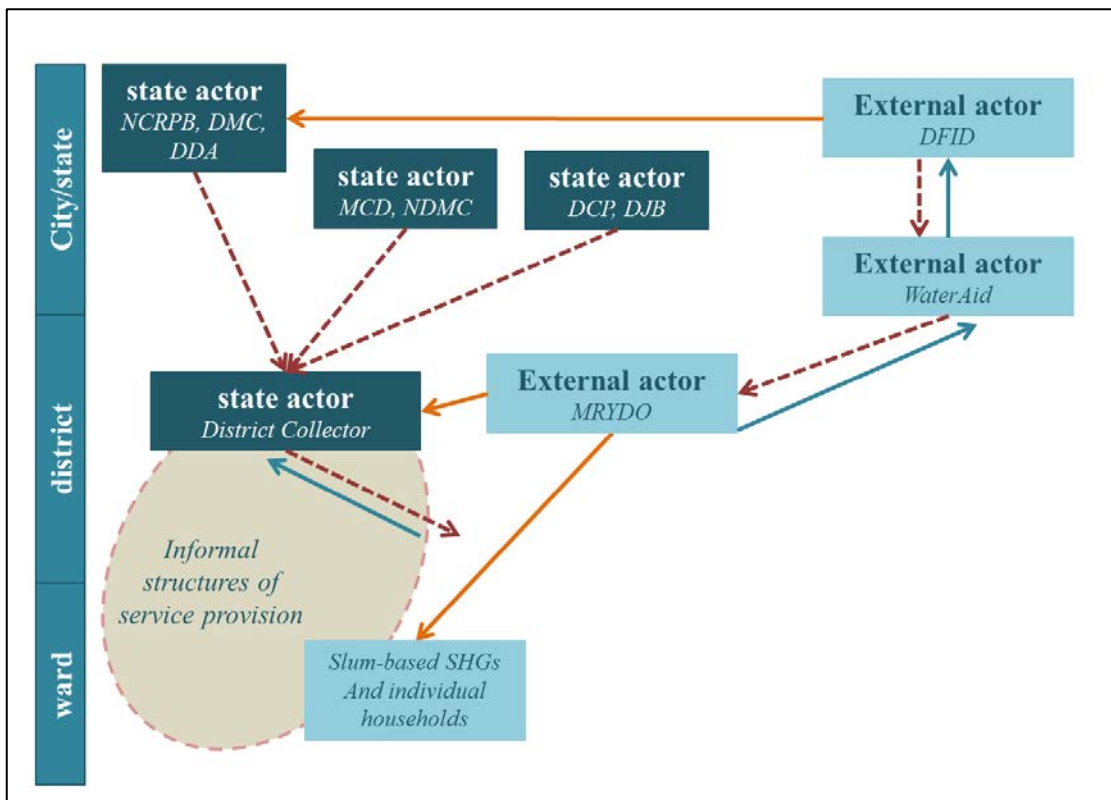 City/state
state actor
NCRPB, DMC,
DDA
state actor
MCD, NDMC
state actor
DCP, DJB
External actor
DFID
External actor
WaterAid
district
state actor
District Collector
External actor
MRYDO
Informal
structures of
service provision
ward
Slum-based SHGs
And individual
households